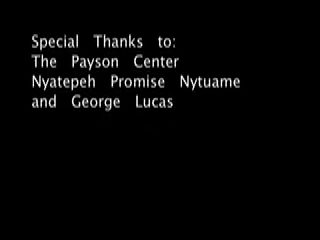 Special Thanks to:
The Payson Center
Nyatepeh Promise Nytuame
and George Lucas